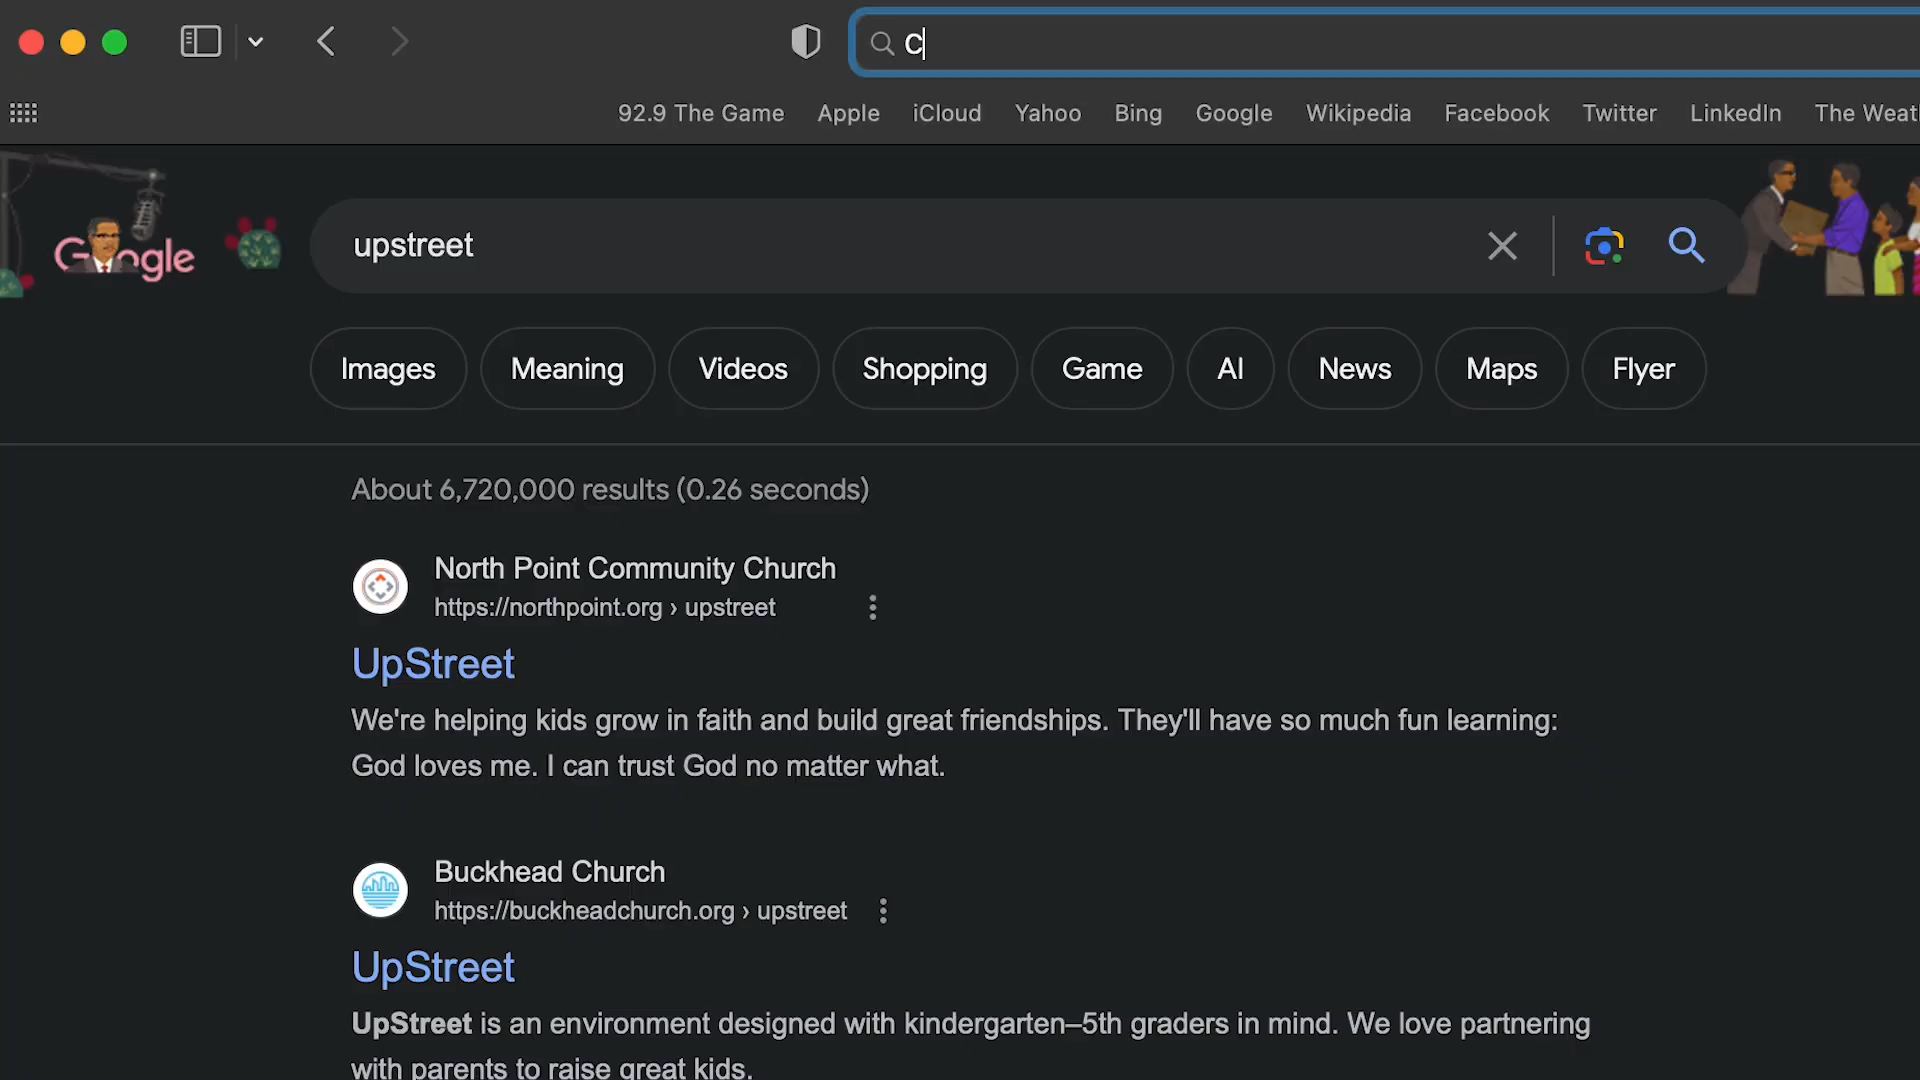 C
92.9 The Game Apple iCloud Yahoo Bing Google Wikipedia Facebook Twitter LinkedIn The Weat
Google
upstreet
Images Meaning Videos Shopping Game AI News Maps Flyer
About 6,720,000 results (0.26 seconds)
North Point Community Church
https://northpoint.org › upstreet
UpStreet
We're helping kids grow in faith and build great friendships. They'll have so much fun learning:
God loves me. I can trust God no matter what.
Buckhead Church
https://buckheadchurch.org › upstreet
UpStreet
UpStreet is an environment designed with kindergarten–5th graders in mind. We love partnering
with parents to raise great kids.